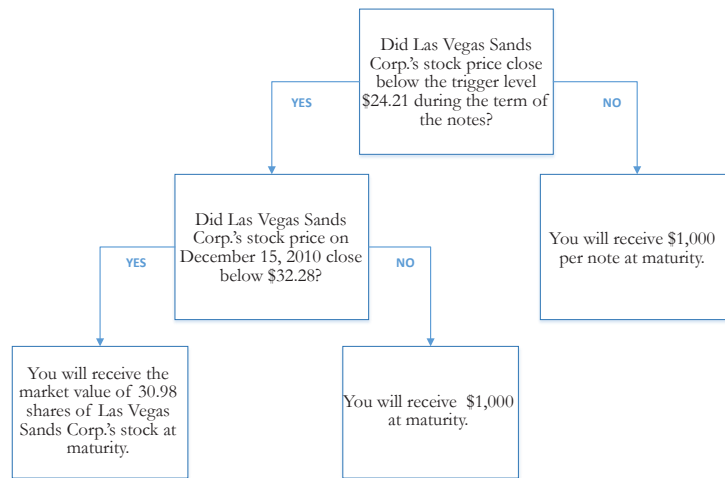 Did Las Vegas Sands
Corp.'s stock price close
below the trigger level
$24.21 during the term of
the notes?
YES
NO
Did Las Vegas Sands
Corp.'s stock price on
December 15, 2010 close
below $32.28?
You will receive $1,000
per note at maturity.
YES
NO
You will receive the
market value of 30.98
shares of Las Vegas
Sands Corp.'s stock at
maturity.
You will receive $1,000
at maturity.